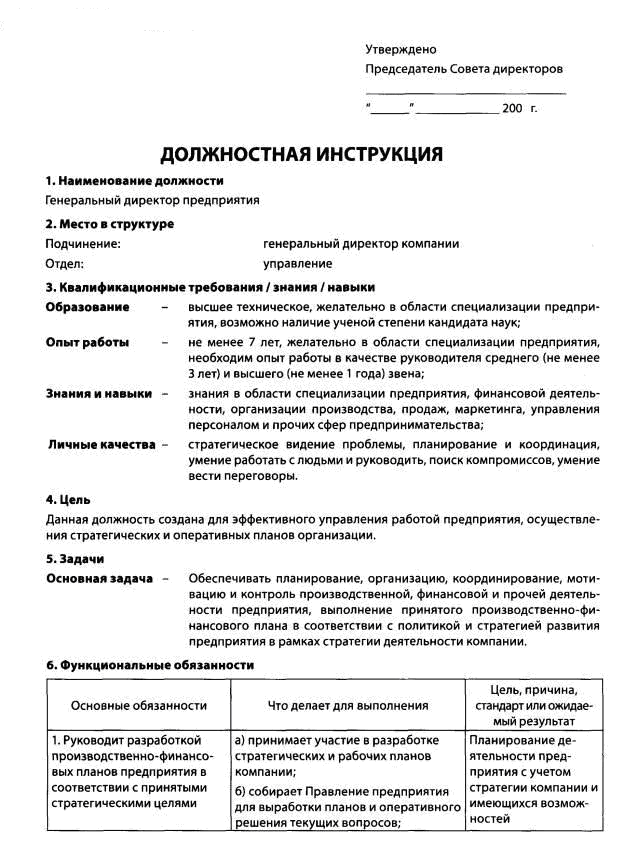 Утверждено
Председатель Совета директоров
"______" ______________ 200 г.
ДОЛЖНОСТНАЯ ИНСТРУКЦИЯ
1. Наименование должности
Генеральный директор предприятия
2. Место в структуре
Подчинение: генеральный директор компании
Отдел: управление
3. Квалификационные требования / знания / навыки
Образование – высшее техническое, желательно в области специализации предпри-
ятия, возможно наличие ученой степени кандидата наук;
Опыт работы – не менее 7 лет, желательно в области специализации предприятия,
необходим опыт работы в качестве руководителя среднего (не менее
3 лет) и высшего (не менее 1 года) звена;
Знания и навыки – знания в области специализации предприятия, финансовой деятель-
ности, организации производства, продаж, маркетинга, управления
персоналом и прочих сфер предпринимательства;
Личные качества – стратегическое видение проблемы, планирование и координация,
умение работать с людьми и руководить, поиск компромиссов, умение
вести переговоры.
4. Цель
Данная должность создана для эффективного управления работой предприятия, осуществле-
ния стратегических и оперативных планов организации.
5. Задачи
Основная задача – Обеспечивать планирование, организацию, координирование, моти-
вацию и контроль производственной, финансовой и прочей деятель-
ности предприятия, выполнение принятого производственно-фи-
нансового плана в соответствии с политикой и стратегией развития
предприятия в рамках стратегии деятельности компании.
6. Функциональные обязанности
Основные обязанности
Что делает для выполнения
Цель, причина,
стандарт или ожидае-
мый результат
1. Руководит разработкой
производственно-финансо-
вых планов предприятия в
соответствии с принятыми
стратегическими целями
а) принимает участие в разработке
стратегических и рабочих планов
компании;
б) собирает Правление предприятия
для выработки планов и оперативного
решения текущих вопросов;
Планирование де-
ятельности пред-
приятия с учетом
стратегии компании и
имеющихся возмож-
ностей